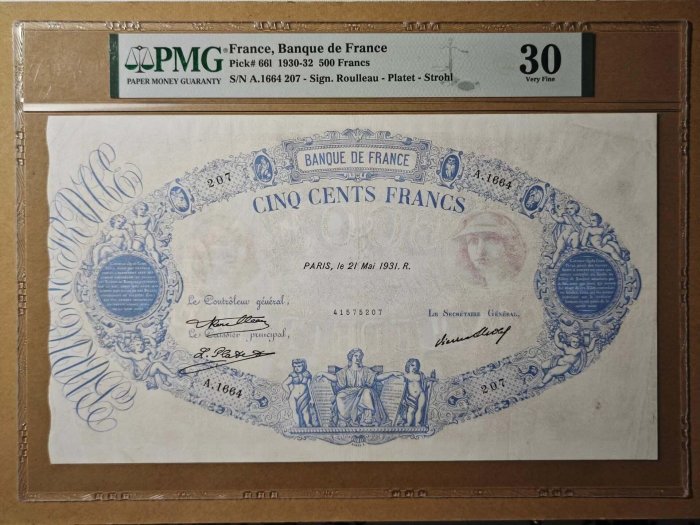 PMG
PAPER MONEY GUARANTY
France, Banque de France
Pick# 66l 1930-32 500 Francs
S/N A.1664 207 - Sign. Roulleau - Platet - Strohl
30
Very Fine
BANQUE DE FRANCE
207
A.1664
CINQ CENTS FRANCS
PARIS, le 21 Mai 1931. R.
Le Contrôleur général,
41575207
LE SECRÉTAIRE GÉNÉRAL,
Le Caissier principal,
A.1664
207